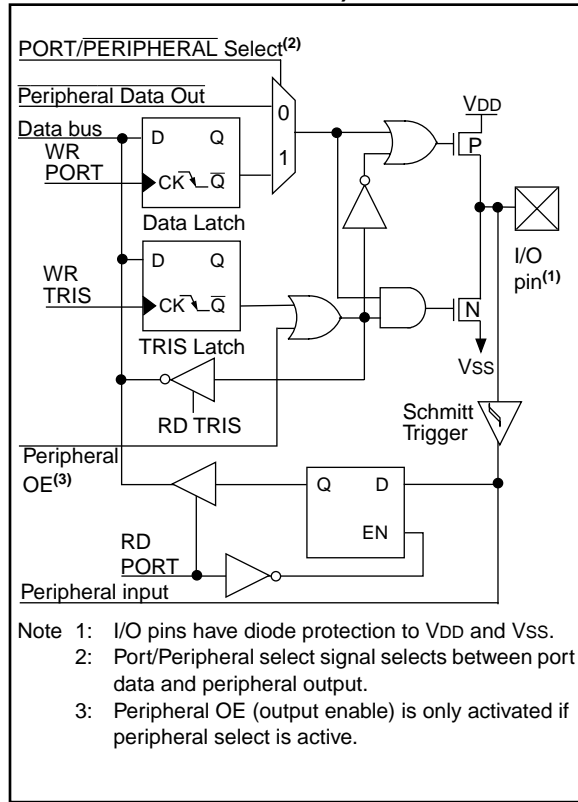 PORT/PERIPHERAL Select(2)
Peripheral Data Out
Data bus
WR
PORT
D Q
CK Q
Data Latch
0
1
VDD
P
I/O
pin(1)
WR
TRIS
D Q
CK Q
TRIS Latch
N
VSS
RD TRIS
Schmitt
Trigger
Peripheral
OE(3)
Q D
EN
RD
PORT
Peripheral input
Note 1: I/O pins have diode protection to VDD and VSS.
2: Port/Peripheral select signal selects between port
data and peripheral output.
3: Peripheral OE (output enable) is only activated if
peripheral select is active.